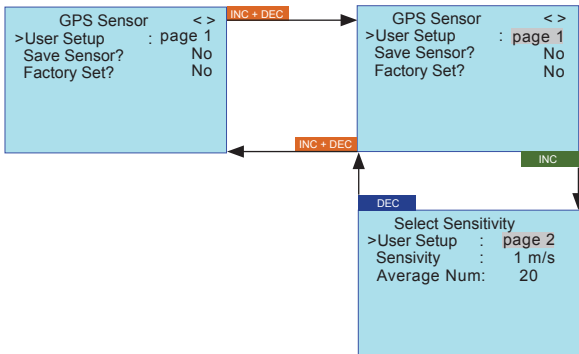 GPS Sensor < >
>User Setup : page 1
Save Sensor? No
Factory Set? No
INC + DEC
GPS Sensor < >
>User Setup : page 1
Save Sensor? No
Factory Set? No
INC + DEC
INC
DEC
Select Sensitivity
>User Setup : page 2
Sensivity : 1 m/s
Average Num: 20